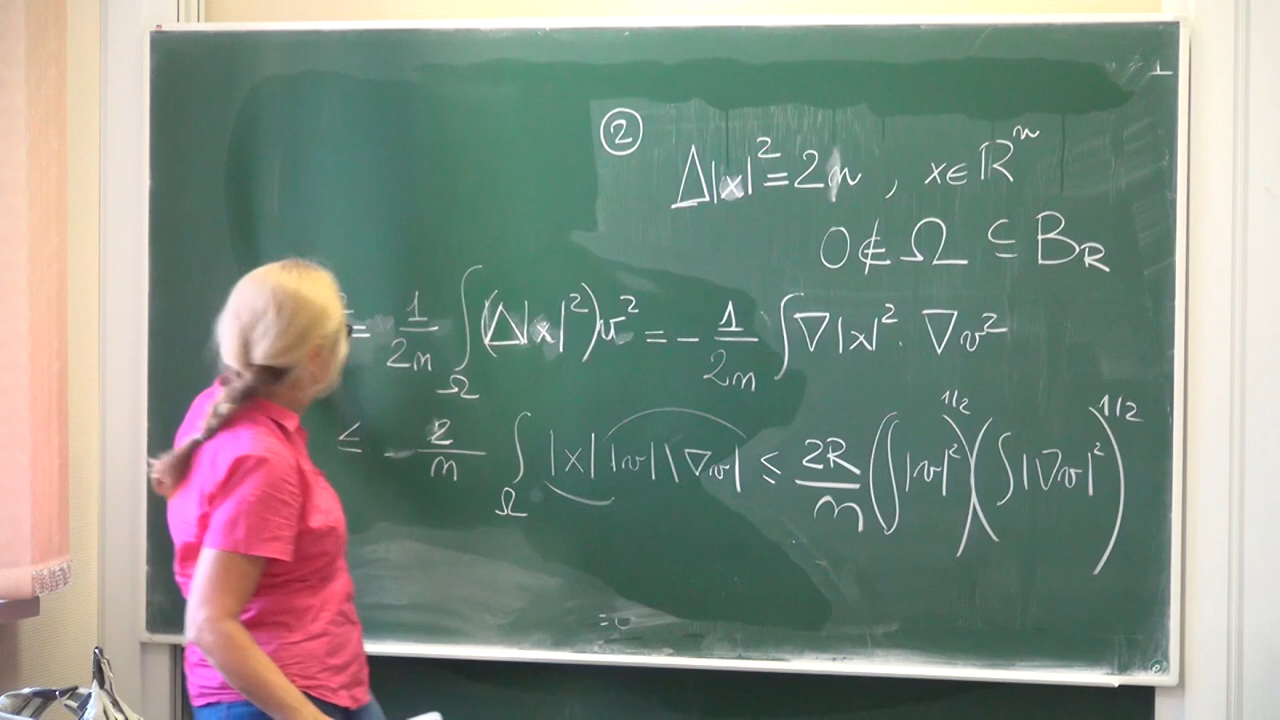 ②
Δ|x|² = 2n , x ∈ ℝⁿ
0 ∉ Ω ⊆ B_R
² = 1/2n ∫_Ω (Δ|x|²) v² = - 1/2n ∫ ∇|x|² · ∇v²
≤ - 2/n ∫_Ω |x| |v| |∇v| ≤ 2R/n (∫|v|²)^1/2 (∫|∇v|²)^1/2